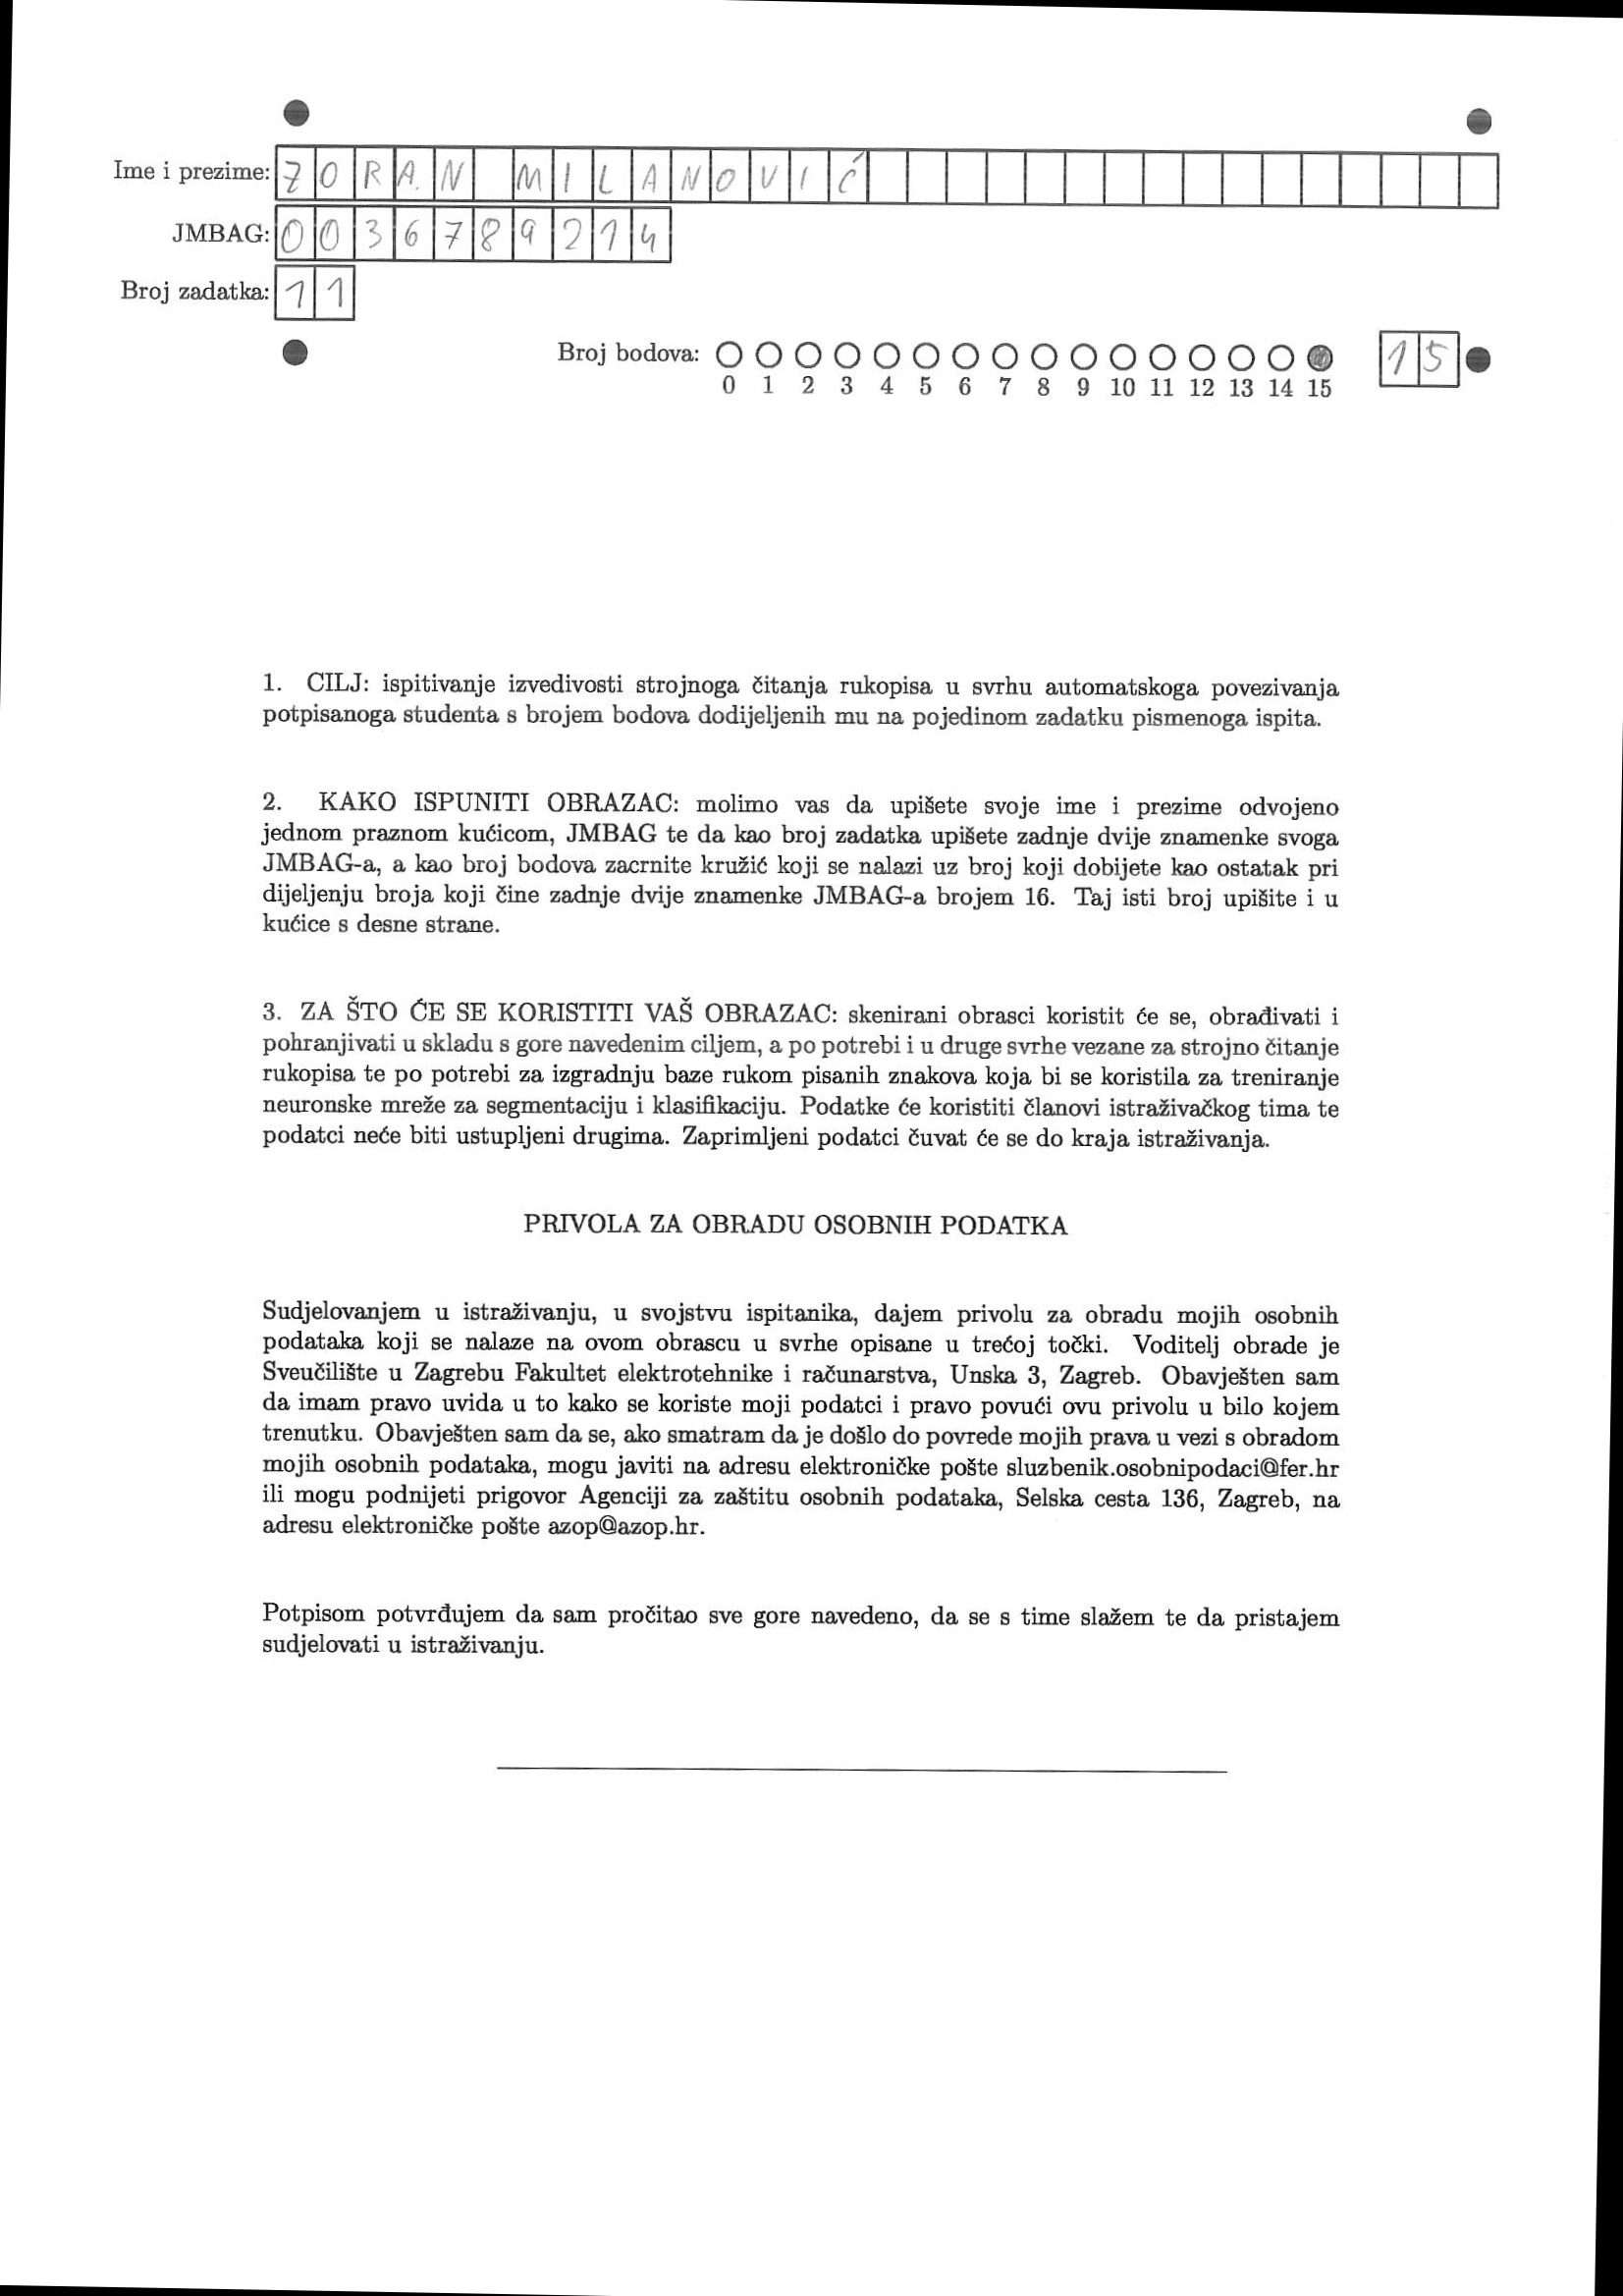 Ime i prezime: ZORAN MILANOVIĆ
JMBAG: 0036789214
Broj zadatka: 11
Broj bodova: 0 1 2 3 4 5 6 7 8 9 10 11 12 13 14 15 15
1. CILJ: ispitivanje izvedivosti strojnoga čitanja rukopisa u svrhu automatskoga povezivanja
potpisanoga studenta s brojem bodova dodijeljenih mu na pojedinom zadatku pismenoga ispita.
2. KAKO ISPUNITI OBRAZAC: molimo vas da upišete svoje ime i prezime odvojeno
jednom praznom kućicom, JMBAG te da kao broj zadatka upišete zadnje dvije znamenke svoga
JMBAG-a, a kao broj bodova zacrnite kružić koji se nalazi uz broj koji dobijete kao ostatak pri
dijeljenju broja koji čine zadnje dvije znamenke JMBAG-a brojem 16. Taj isti broj upišite i u
kućice s desne strane.
3. ZA ŠTO ĆE SE KORISTITI VAŠ OBRAZAC: skenirani obrasci koristit će se, obrađivati i
pohranjivati u skladu s gore navedenim ciljem, a po potrebi i u druge svrhe vezane za strojno čitanje
rukopisa te po potrebi za izgradnju baze rukom pisanih znakova koja bi se koristila za treniranje
neuronske mreže za segmentaciju i klasifikaciju. Podatke će koristiti članovi istraživačkog tima te
podatci neće biti ustupljeni drugima. Zaprimljeni podatci čuvat će se do kraja istraživanja.
PRIVOLA ZA OBRADU OSOBNIH PODATKA
Sudjelovanjem u istraživanju, u svojstvu ispitanika, dajem privolu za obradu mojih osobnih
podataka koji se nalaze na ovom obrascu u svrhe opisane u trećoj točki. Voditelj obrade je
Sveučilište u Zagrebu Fakultet elektrotehnike i računarstva, Unska 3, Zagreb. Obavješten sam
da imam pravo uvida u to kako se koriste moji podatci i pravo povući ovu privolu u bilo kojem
trenutku. Obavješten sam da se, ako smatram da je došlo do povrede mojih prava u vezi s obradom
mojih osobnih podataka, mogu javiti na adresu elektroničke pošte sluzbenik.osobnipodaci@fer.hr
ili mogu podnijeti prigovor Agenciji za zaštitu osobnih podataka, Selska cesta 136, Zagreb, na
adresu elektroničke pošte azop@azop.hr.
Potpisom potvrđujem da sam pročitao sve gore navedeno, da se s time slažem te da pristajem
sudjelovati u istraživanju.